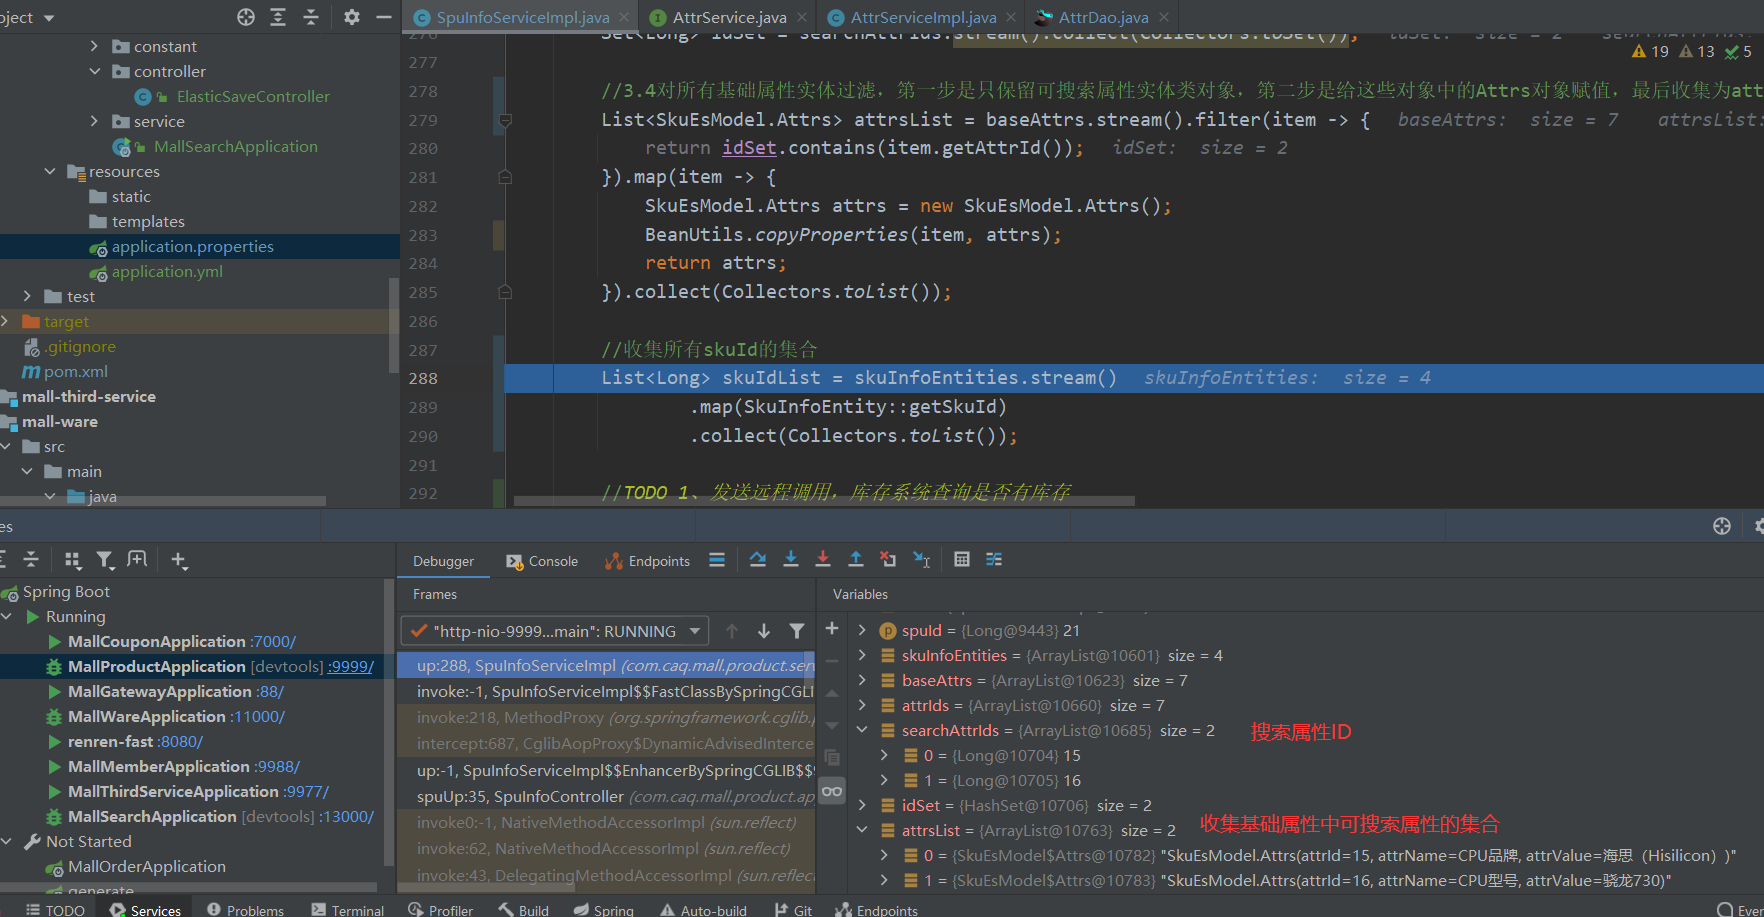 oject
SpuInfoServiceImpl.java
AttrService.java
AttrServiceImpl.java
AttrDao.java
constant
controller
ElasticSaveController
service
MallSearchApplication
resources
static
templates
application.properties
application.yml
test
target
.gitignore
pom.xml
mall-third-service
mall-ware
src
main
java
19 13 5
276 Set<Long> idSet = searchAttrIds.stream().collect(Collectors.toSet()); idSet: size = 2
277
278 //3.4对所有基础属性实体过滤，第一步是只保留可搜索属性实体类对象，第二步是给这些对象中的Attrs对象赋值，最后收集为att
279 List<SkuEsModel.Attrs> attrsList = baseAttrs.stream().filter(item -> { baseAttrs: size = 7 attrsList:
280 return idSet.contains(item.getAttrId()); idSet: size = 2
281 }).map(item -> {
282 SkuEsModel.Attrs attrs = new SkuEsModel.Attrs();
283 BeanUtils.copyProperties(item, attrs);
284 return attrs;
285 }).collect(Collectors.toList());
286
287 //收集所有skuId的集合
288 List<Long> skuIdList = skuInfoEntities.stream() skuInfoEntities: size = 4
289 .map(SkuInfoEntity::getSkuId)
290 .collect(Collectors.toList());
291
292 //TODO 1、发送远程调用，库存系统查询是否有库存
es
Spring Boot
Running
MallCouponApplication :7000/
MallProductApplication [devtools] :9999/
MallGatewayApplication :88/
MallWareApplication :11000/
renren-fast :8080/
MallMemberApplication :9988/
MallThirdServiceApplication :9977/
MallSearchApplication [devtools] :13000/
Not Started
MallOrderApplication
generate
Debugger
Console
Endpoints
Frames
"http-nio-9999...main": RUNNING
up:288, SpuInfoServiceImpl (com.caq.mall.product.serv
invoke:-1, SpuInfoServiceImpl$$FastClassBySpringCGLI
invoke:218, MethodProxy (org.springframework.cglib.
intercept:687, CglibAopProxy$DynamicAdvisedInterce
up:-1, SpuInfoServiceImpl$$EnhancerBySpringCGLIB$$
spuUp:35, SpuInfoController (com.caq.mall.product.ap
invoke0:-1, NativeMethodAccessorImpl (sun.reflect)
invoke:62, NativeMethodAccessorImpl (sun.reflect)
invoke:43, DelegatingMethodAccessorImpl (sun.reflect
Variables
spuId = {Long@9443} 21
skuInfoEntities = {ArrayList@10601} size = 4
baseAttrs = {ArrayList@10623} size = 7
attrIds = {ArrayList@10660} size = 7
searchAttrIds = {ArrayList@10685} size = 2 搜索属性ID
0 = {Long@10704} 15
1 = {Long@10705} 16
idSet = {HashSet@10706} size = 2
attrsList = {ArrayList@10763} size = 2 收集基础属性中可搜索属性的集合
0 = {SkuEsModel$Attrs@10782} "SkuEsModel.Attrs(attrId=15, attrName=CPU品牌, attrValue=海思（Hisilicon）)"
1 = {SkuEsModel$Attrs@10783} "SkuEsModel.Attrs(attrId=16, attrName=CPU型号, attrValue=骁龙730)"
TODO
Services
Problems
Terminal
Profiler
Build
Spring
Auto-build
Git
Endpoints
Even